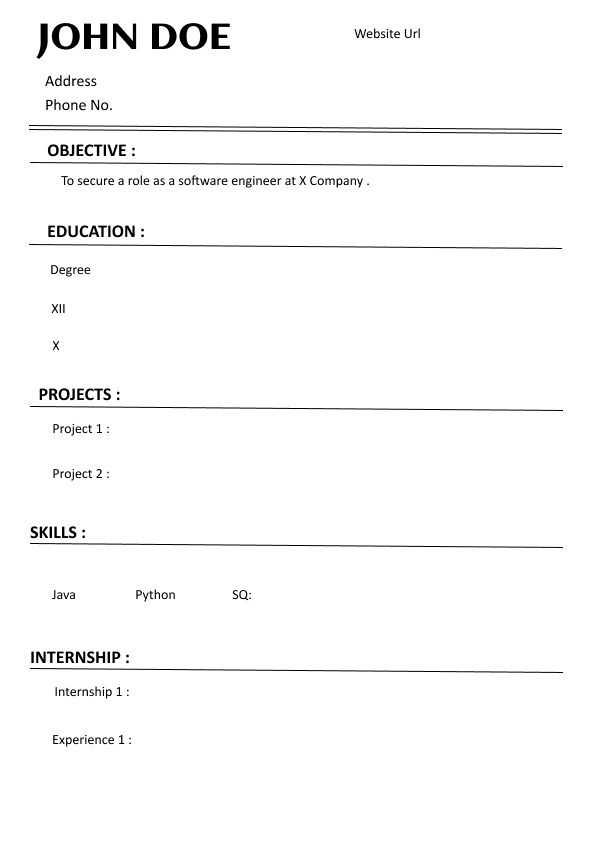 JOHN DOE
Website Url
Address
Phone No.
OBJECTIVE :
To secure a role as a software engineer at X Company .
EDUCATION :
Degree
XII
X
PROJECTS :
Project 1 :
Project 2 :
SKILLS :
Java Python SQ:
INTERNSHIP :
Internship 1 :
Experience 1 :